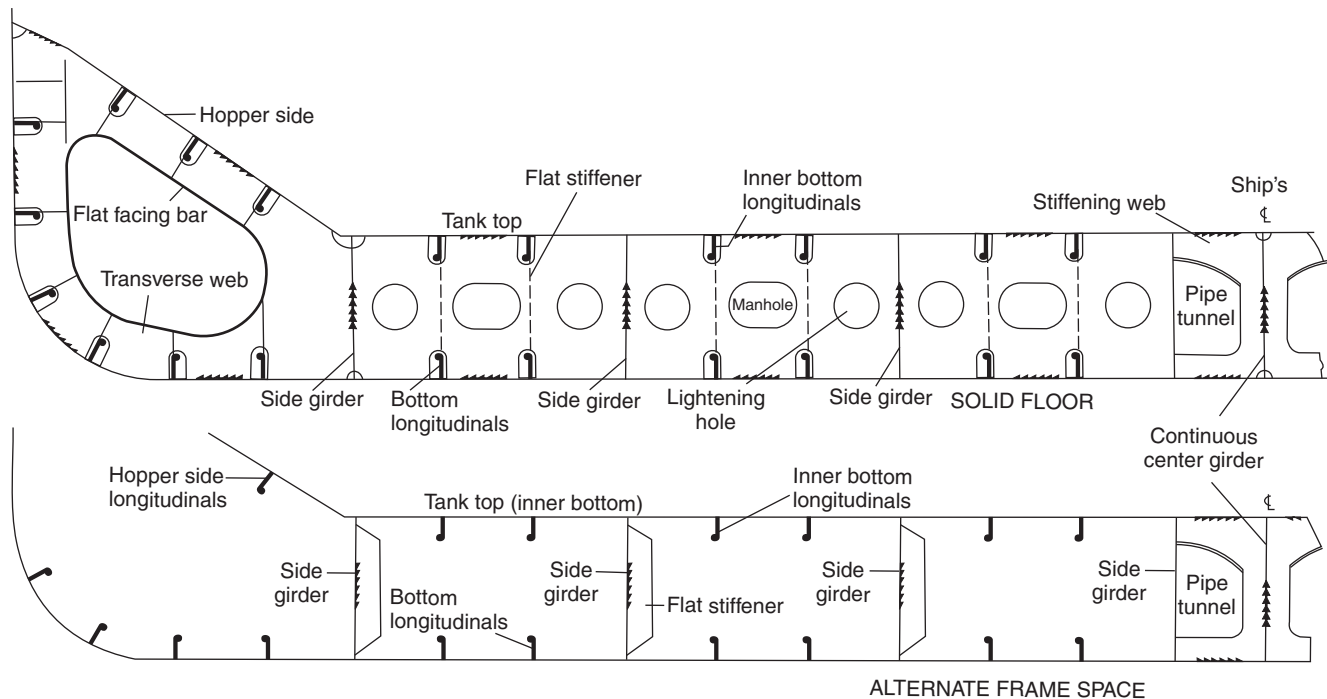 Hopper side
Flat facing bar
Transverse web
Tank top
Flat stiffener
Inner bottom
longitudinals
Stiffening web
Ship's
℄
Manhole
Pipe
tunnel
Side girder
Bottom
longitudinals
Side girder
Lightening
hole
Side girder
SOLID FLOOR
Continuous
center girder
Hopper side
longitudinals
Tank top (inner bottom)
Inner bottom
longitudinals
℄
Side
girder
Bottom
longitudinals
Side
girder
Flat stiffener
Side
girder
Side
girder
Pipe
tunnel
ALTERNATE FRAME SPACE